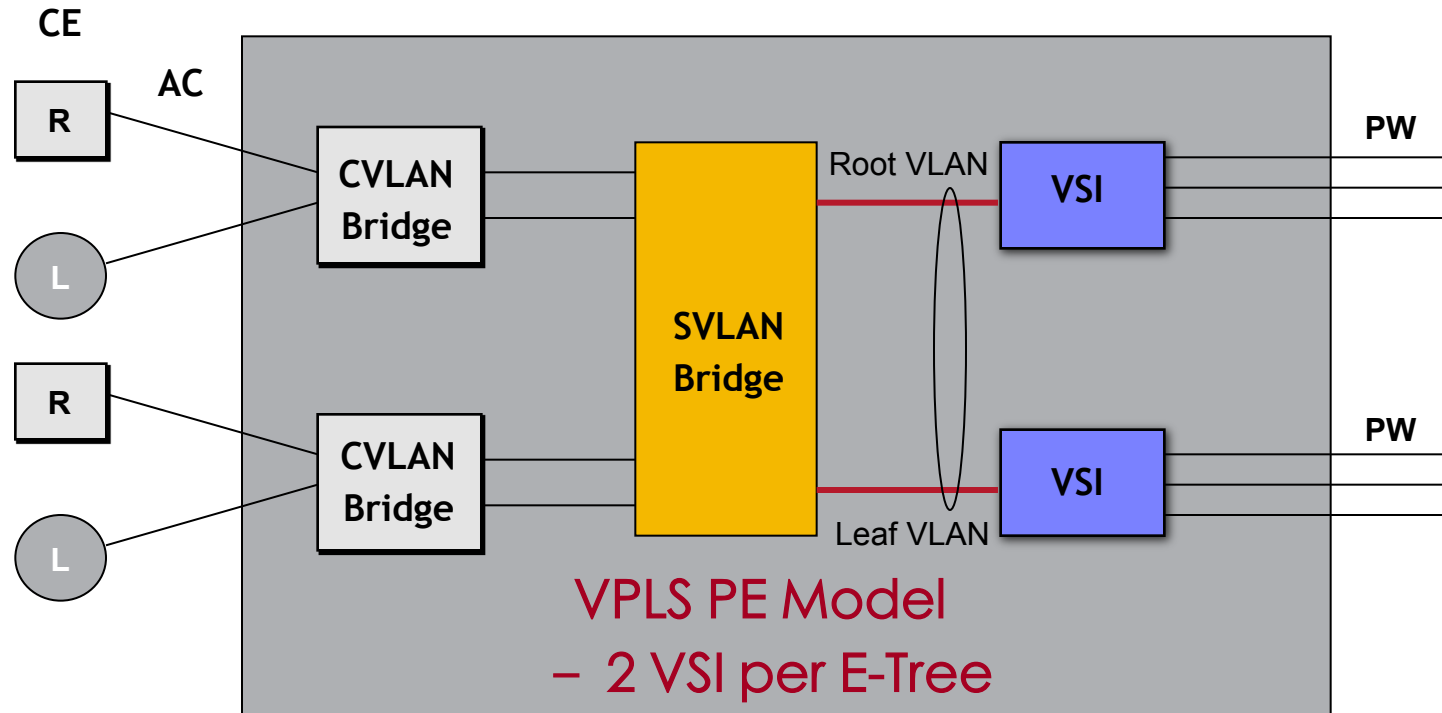 CE
AC
R
L
R
L
CVLAN
Bridge
CVLAN
Bridge
SVLAN
Bridge
Root VLAN
Leaf VLAN
VSI
VSI
PW
PW
VPLS PE Model
– 2 VSI per E-Tree